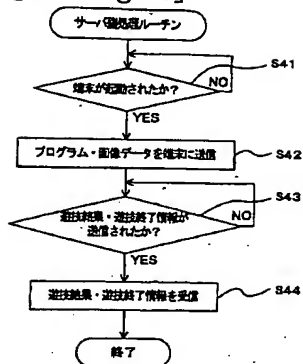 サーバ側処理ルーチン
S41
端末が起動されたか?
NO
YES
プログラム・画像データを端末に送信
S42
S43
遊技結果・遊技終了情報が
送信されたか?
NO
YES
遊技結果・遊技終了情報を受信
S44
終了